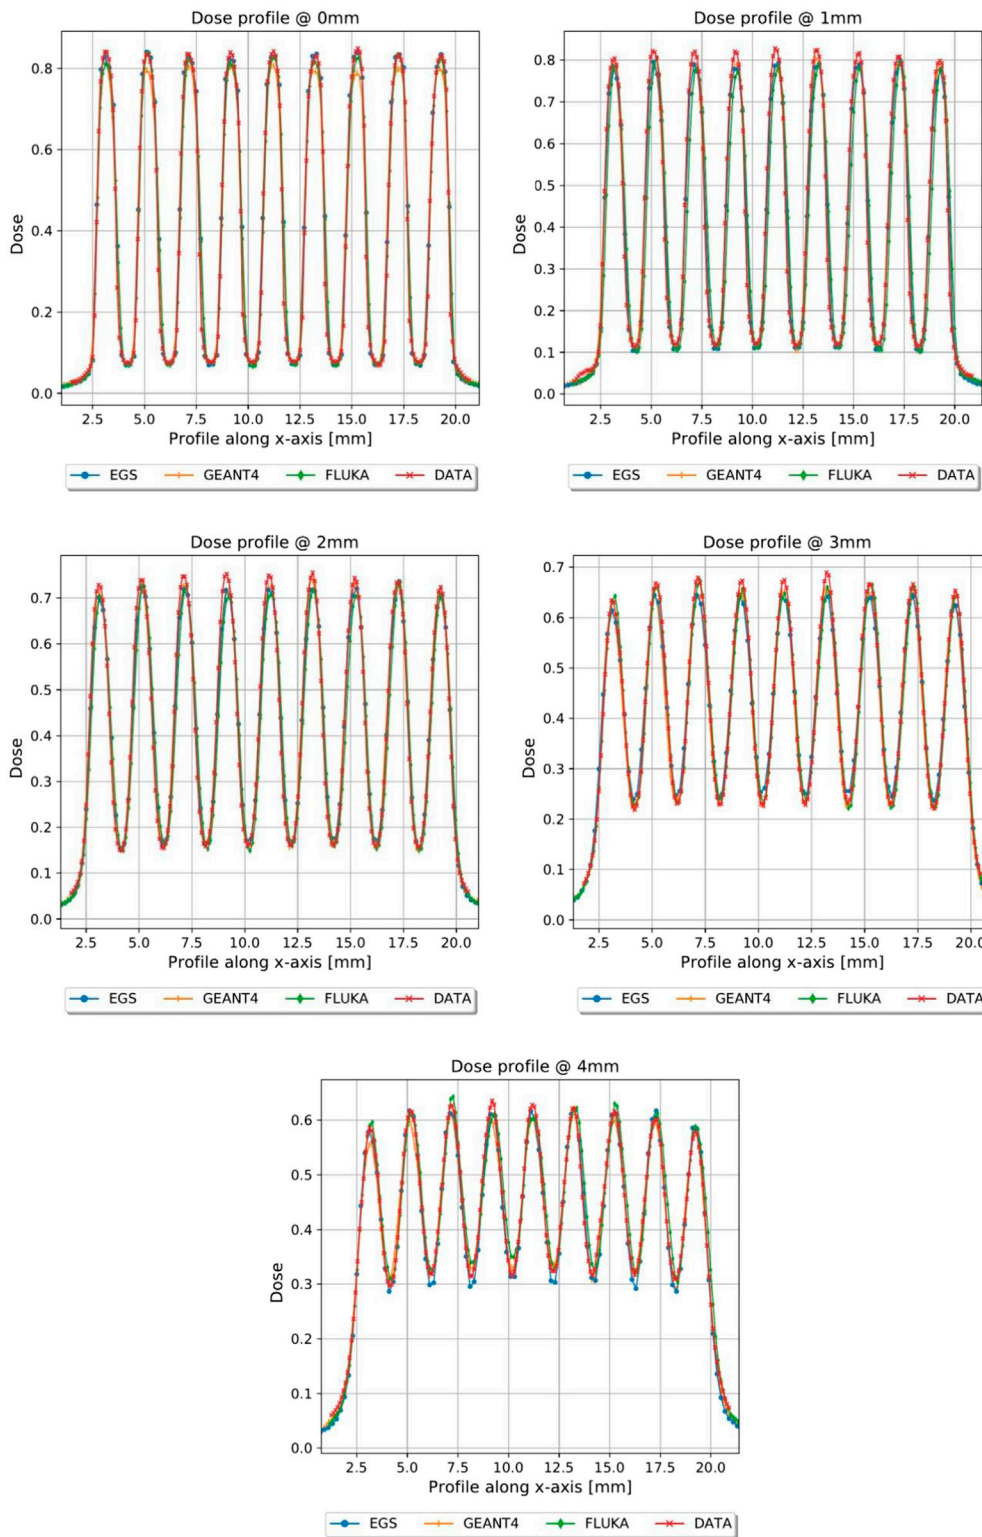 Dose profile @ 0mm
0.8
0.6
0.4
0.2
0.0
Dose
2.5 5.0 7.5 10.0 12.5 15.0 17.5 20.0
Profile along x-axis [mm]
EGS GEANT4 FLUKA DATA
Dose profile @ 1mm
0.8
0.7
0.6
0.5
0.4
0.3
0.2
0.1
0.0
Dose
2.5 5.0 7.5 10.0 12.5 15.0 17.5 20.0
Profile along x-axis [mm]
EGS GEANT4 FLUKA DATA
Dose profile @ 2mm
0.7
0.6
0.5
0.4
0.3
0.2
0.1
0.0
Dose
2.5 5.0 7.5 10.0 12.5 15.0 17.5 20.0
Profile along x-axis [mm]
EGS GEANT4 FLUKA DATA
Dose profile @ 3mm
0.7
0.6
0.5
0.4
0.3
0.2
0.1
0.0
Dose
2.5 5.0 7.5 10.0 12.5 15.0 17.5 20.0
Profile along x-axis [mm]
EGS GEANT4 FLUKA DATA
Dose profile @ 4mm
0.6
0.5
0.4
0.3
0.2
0.1
0.0
Dose
2.5 5.0 7.5 10.0 12.5 15.0 17.5 20.0
Profile along x-axis [mm]
EGS GEANT4 FLUKA DATA